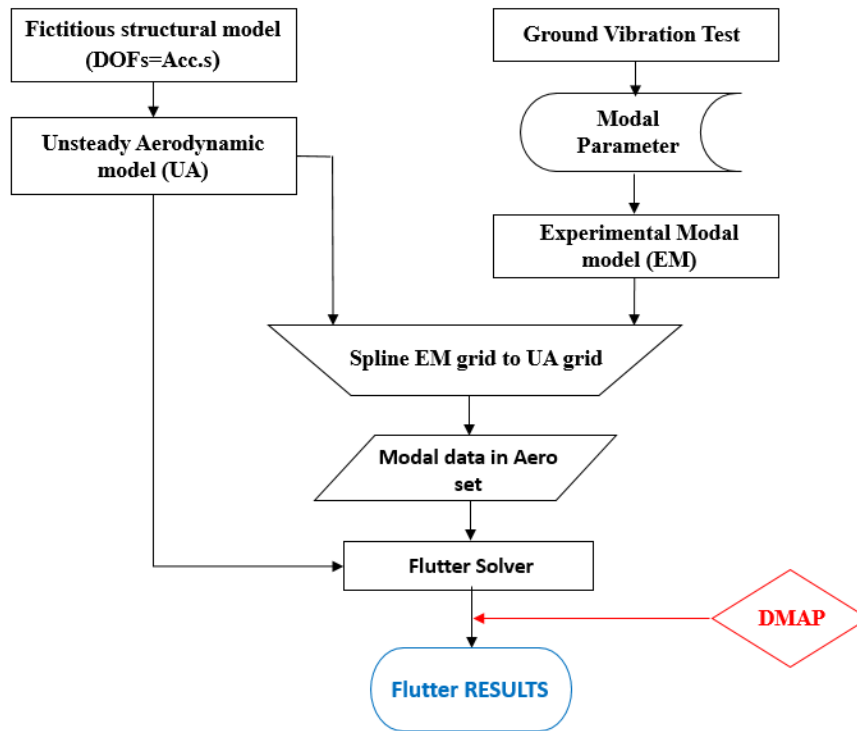 Fictitious structural model
(DOFs=Acc.s)
Ground Vibration Test
Unsteady Aerodynamic
model (UA)
Modal
Parameter
Experimental Modal
model (EM)
Spline EM grid to UA grid
Modal data in Aero
set
Flutter Solver
DMAP
Flutter RESULTS